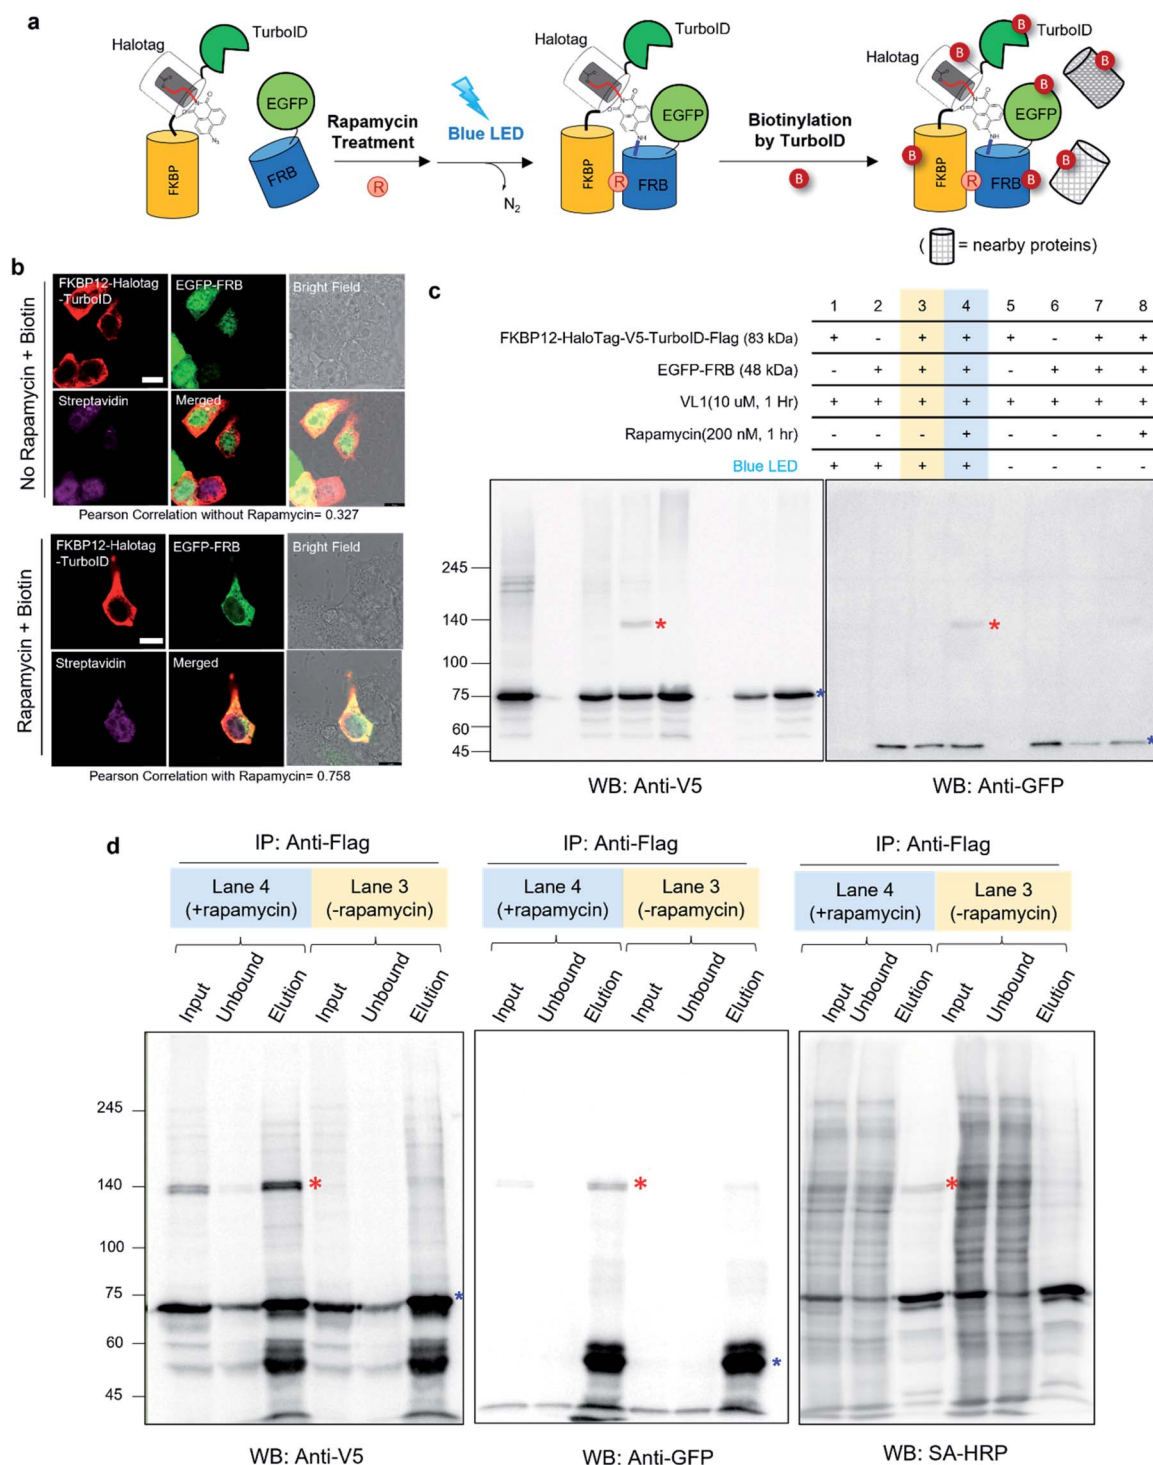 a
Halotag
TurboID
EGFP
FKBP
FRB
N₃
Rapamycin
Treatment
R
Blue LED
N₂
Halotag
TurboID
EGFP
FKBP
R
FRB
NH
Biotinylation
by TurboID
B
Halotag
B
B
TurboID
B
B
EGFP
B
B
FKBP
R
FRB
B
( = nearby proteins)
b
No Rapamycin + Biotin
FKBP12-Halotag
-TurboID
EGFP-FRB
Bright Field
Streptavidin
Merged
Pearson Correlation without Rapamycin= 0.327
Rapamycin + Biotin
FKBP12-Halotag
-TurboID
EGFP-FRB
Bright Field
Streptavidin
Merged
Pearson Correlation with Rapamycin= 0.758
c
1 2 3 4 5 6 7 8
FKBP12-HaloTag-V5-TurboID-Flag (83 kDa) + - + + + - + +
EGFP-FRB (48 kDa) - + + + - + + +
VL1(10 uM, 1 Hr) + + + + + + + +
Rapamycin(200 nM, 1 hr) - - - + - - - +
Blue LED + + + + - - - -
245
140
100
75
60
45
*
*
*
*
WB: Anti-V5
WB: Anti-GFP
d
IP: Anti-Flag
Lane 4
(+rapamycin)
Lane 3
(-rapamycin)
Input
Unbound
Elution
Input
Unbound
Elution
245
140
100
75
60
45
*
*
WB: Anti-V5
IP: Anti-Flag
Lane 4
(+rapamycin)
Lane 3
(-rapamycin)
Input
Unbound
Elution
Input
Unbound
Elution
*
*
WB: Anti-GFP
IP: Anti-Flag
Lane 4
(+rapamycin)
Lane 3
(-rapamycin)
Input
Unbound
Elution
Input
Unbound
Elution
*
WB: SA-HRP